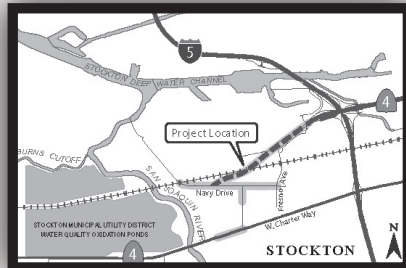 5
STOCKTON DEEP WATER CHANNEL
4
Project Location
BURNS CUTOFF
SAN JOAQUIN RIVER
Navy Drive
Fresno Ave
STOCKTON MUNICIPAL UTILITY DISTRICT
WATER QUALITY OXIDATION PONDS
W. Charter Way
4
STOCKTON
N